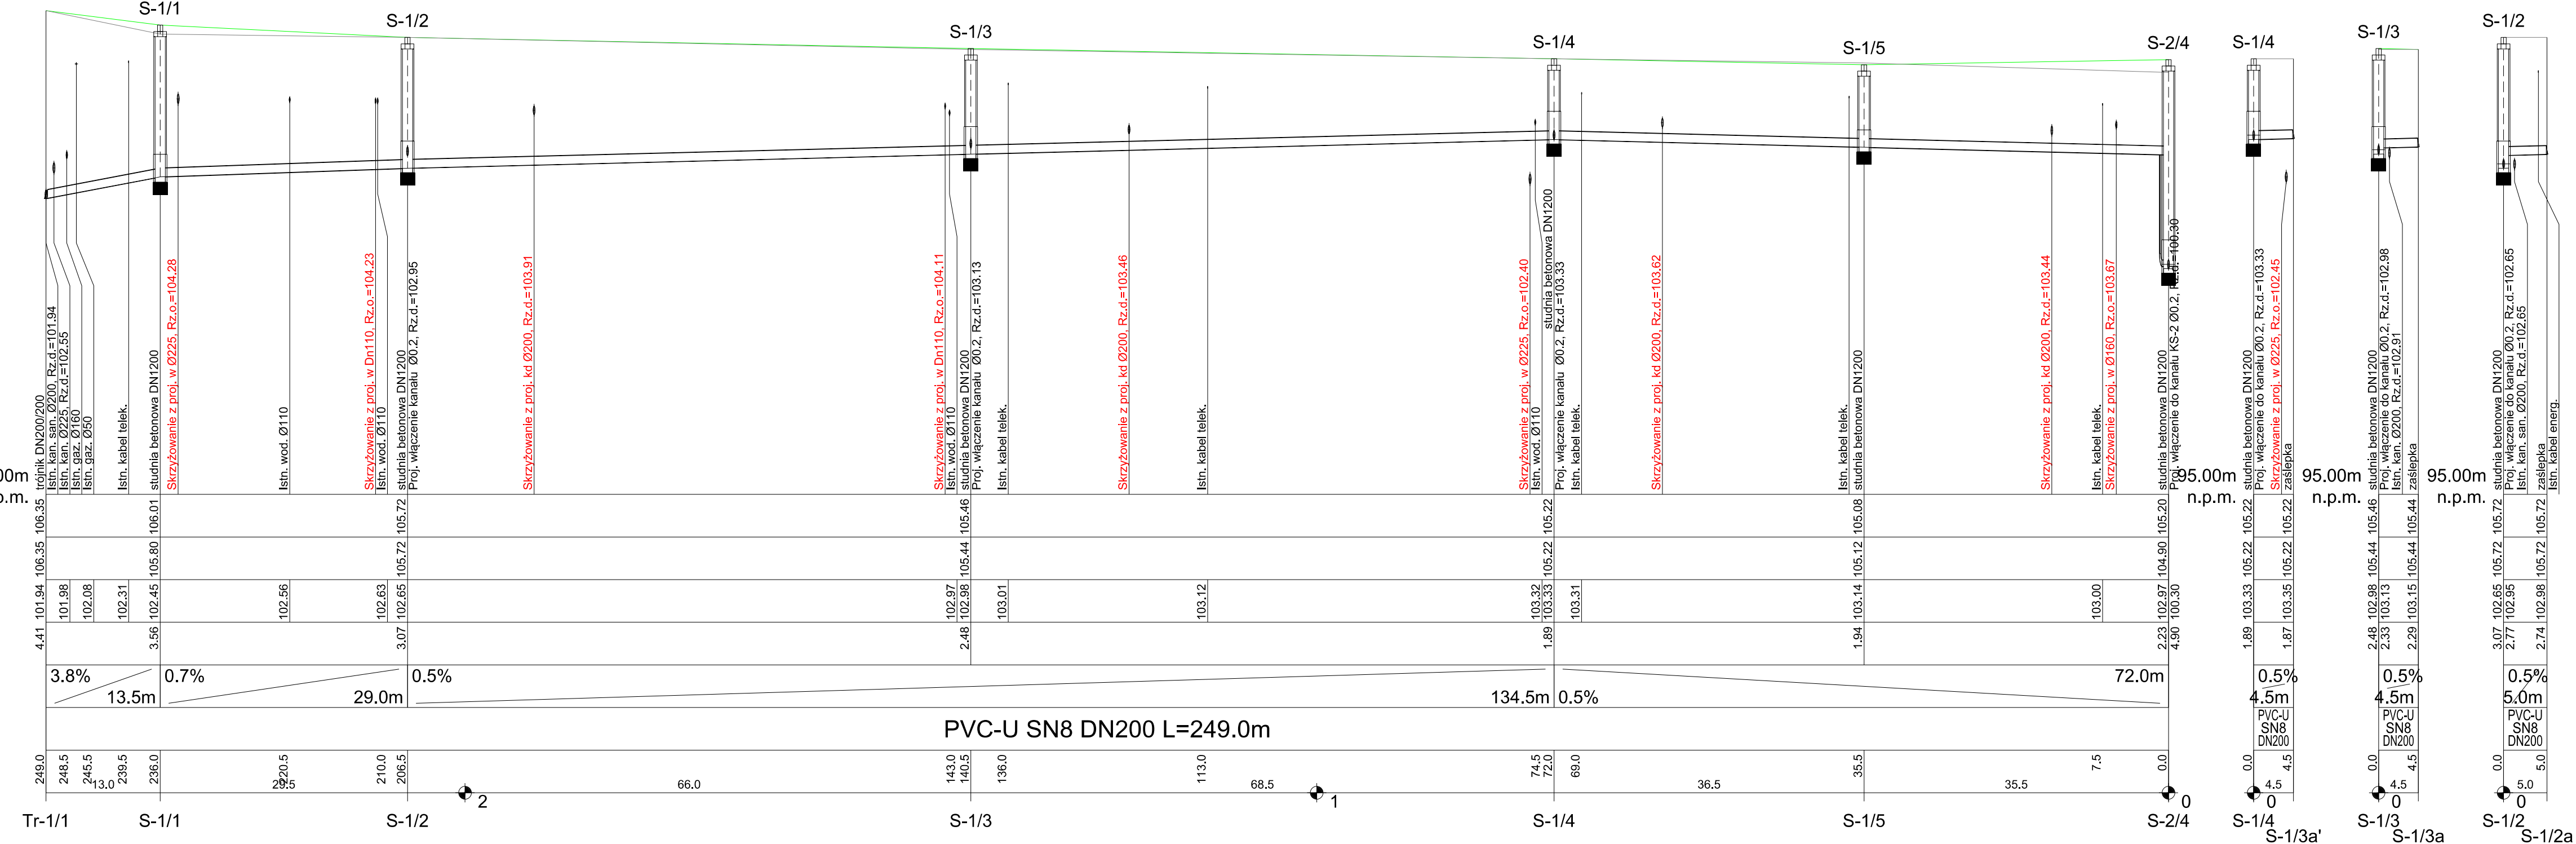 S-1/1
S-1/2
S-1/3
S-1/4
S-1/5
S-2/4
S-1/4
S-1/3
S-1/2
00m
p.m.
trójnik DN200/200
Istn. kan. san. Ø200, Rz.d.=101.94
Istn. kan. Ø225, Rz.d.=102.55
Istn. gaz. Ø160
Istn. gaz. Ø50
Istn. kabel telek.
studnia betonowa DN1200
Skrzyżowanie z proj. w Ø225, Rz.o.=104.28
Istn. wod. Ø110
Skrzyżowanie z proj. w Dn110, Rz.o.=104.23
Istn. wod. Ø110
studnia betonowa DN1200
Proj. włączenie kanału Ø0.2, Rz.d.=102.95
Skrzyżowanie z proj. kd Ø200, Rz.d.=103.91
Skrzyżowanie z proj. w Dn110, Rz.o.=104.11
Istn. wod. Ø110
studnia betonowa DN1200
Proj. włączenie kanału Ø0.2, Rz.d.=103.13
Istn. kabel telek.
Skrzyżowanie z proj. kd Ø200, Rz.d.=103.46
Istn. kabel telek.
Skrzyżowanie z proj. w Ø225, Rz.o.=102.40
Istn. wod. Ø110
studnia betonowa DN1200
Proj. włączenie kanału Ø0.2, Rz.d.=103.33
Istn. kabel telek.
Skrzyżowanie z proj. kd Ø200, Rz.d.=103.62
Istn. kabel telek.
studnia betonowa DN1200
Skrzyżowanie z proj. kd Ø200, Rz.d.=103.44
Istn. kabel telek.
Skrzyżowanie z proj. w Ø160, Rz.o.=103.67
studnia betonowa DN1200
Proj. włączenie do kanału KS-2 Ø0.2, Rz.d.=100.30
95.00m
n.p.m.
studnia betonowa DN1200
Proj. włączenie do kanału Ø0.2, Rz.d.=103.33
Skrzyżowanie z proj. w Ø225, Rz.o.=102.45
zaślepka
95.00m
n.p.m.
studnia betonowa DN1200
Proj. włączenie do kanału Ø0.2, Rz.d.=102.98
Istn. kan. Ø200, Rz.d.=102.91
zaślepka
95.00m
n.p.m.
studnia betonowa DN1200
Proj. włączenie do kanału Ø0.2, Rz.d.=102.65
Istn. kan. san. Ø200, Rz.d.=102.65
zaślepka
Istn. kabel energ.
106.35 106.01 105.72 105.46 105.22 105.08 105.20 105.22 105.22 105.46 105.44 105.72 105.72
106.35 105.80 105.72 105.44 105.22 105.12 104.90 105.22 105.22 105.44 105.44 105.72 105.72
101.94 101.98 102.08 102.31 102.45 102.56 102.63 102.65 102.97 102.98 103.01 103.12 103.32 103.33 103.31 103.14 103.00 102.97 100.30 103.33 103.35 102.98 103.13 103.15 102.65 102.95 102.98
4.41 3.56 3.07 2.48 1.89 1.94 2.23 4.90 1.89 1.87 2.48 2.33 2.29 3.07 2.77 2.74
3.8% 0.7% 0.5% 72.0m 0.5% 0.5% 0.5%
13.5m 29.0m 134.5m 0.5% 4.5m 4.5m 5.0m
PVC-U SN8 DN200 L=249.0m
PVC-U
SN8
DN200
PVC-U
SN8
DN200
PVC-U
SN8
DN200
249.0 248.5 245.5 239.5 236.0 220.5 210.0 206.5 143.0 140.5 136.0 113.0 74.5 72.0 69.0 35.5 7.5 0.0 0.0 4.5 0.0 4.5 0.0 5.0
13.0 29.5 66.0 68.5 36.5 35.5 4.5 4.5 5.0
2 1 0 0 0 0
Tr-1/1 S-1/1 S-1/2 S-1/3 S-1/4 S-1/5 S-2/4 S-1/4 S-1/3 S-1/2
S-1/3a' S-1/3a S-1/2a